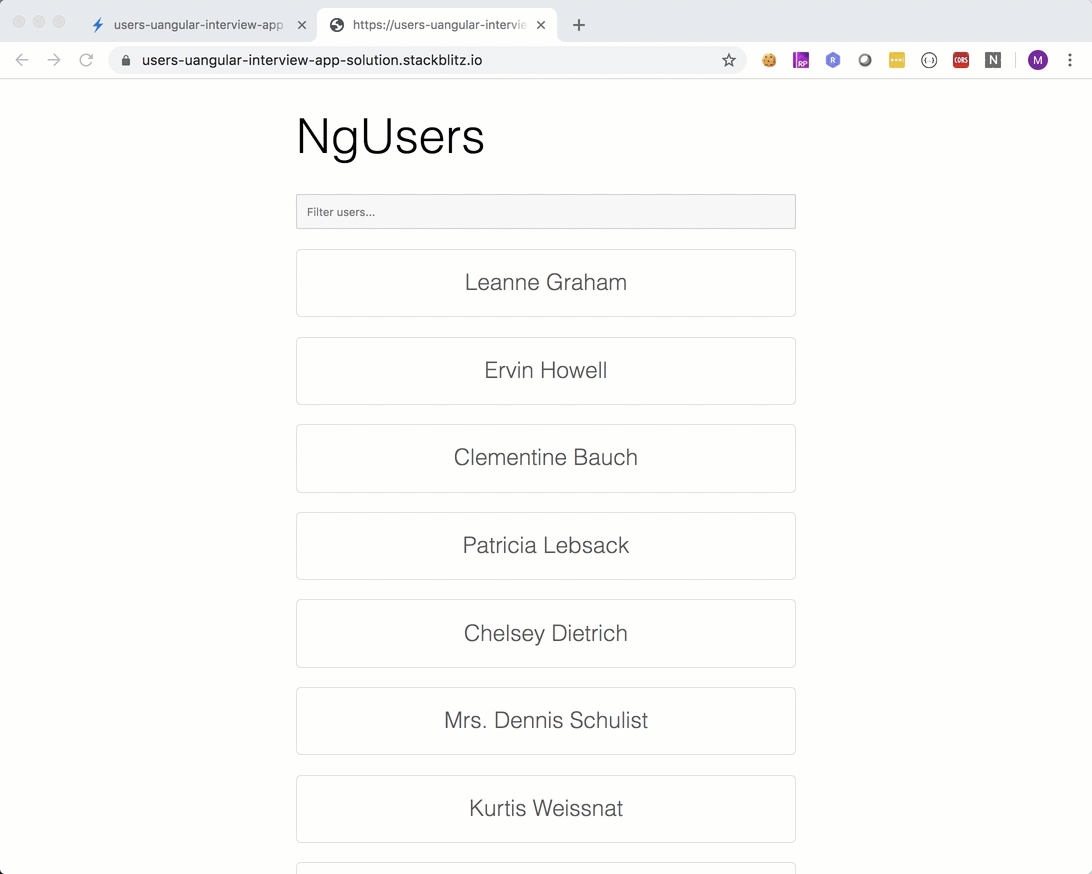 users-uangular-interview-app
https://users-uangular-intervie
users-uangular-interview-app-solution.stackblitz.io
RP
R
CORS
N
M
NgUsers
Filter users...
Leanne Graham
Ervin Howell
Clementine Bauch
Patricia Lebsack
Chelsey Dietrich
Mrs. Dennis Schulist
Kurtis Weissnat